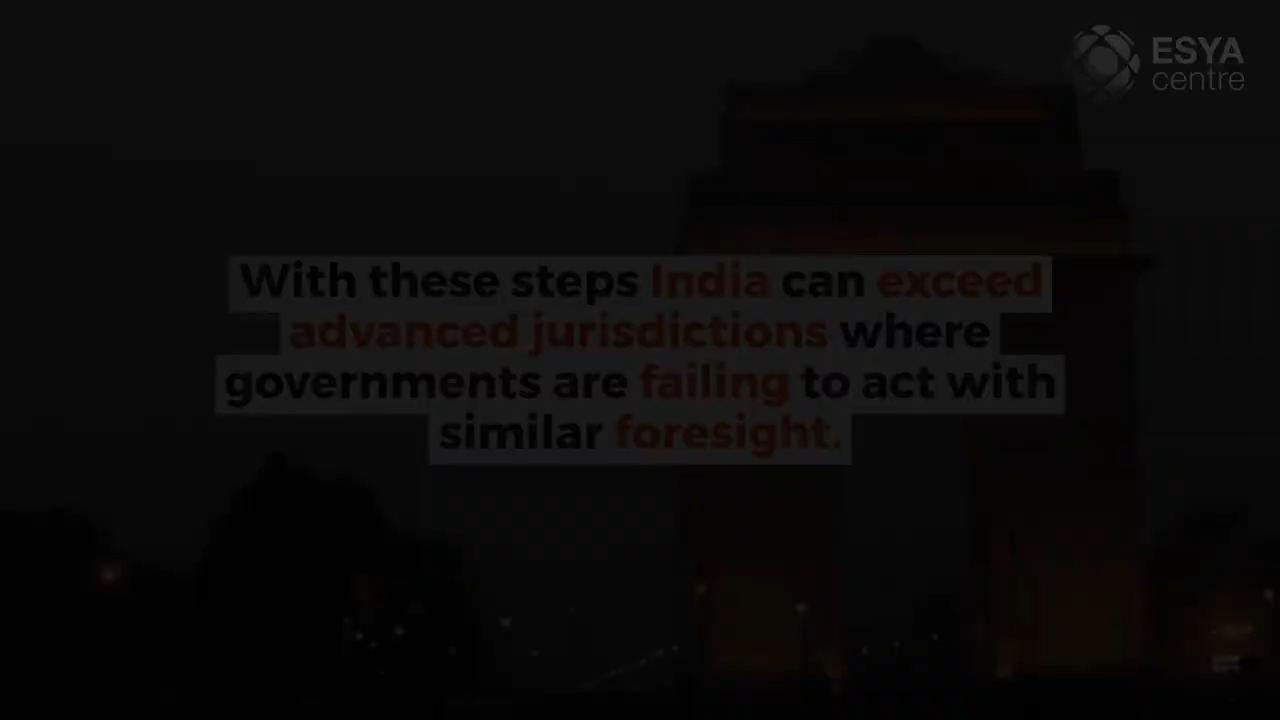 ESYA
centre
With these steps India can exceed
advanced jurisdictions where
governments are failing to act with
similar foresight.